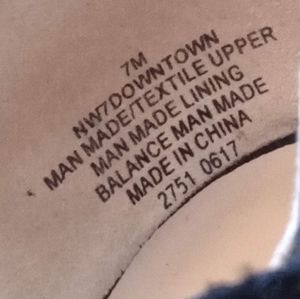 7M
NW7DOWNTOWN
MAN MADE/TEXTILE UPPER
MAN MADE LINING
BALANCE MAN MADE
MADE IN CHINA
2751 0617